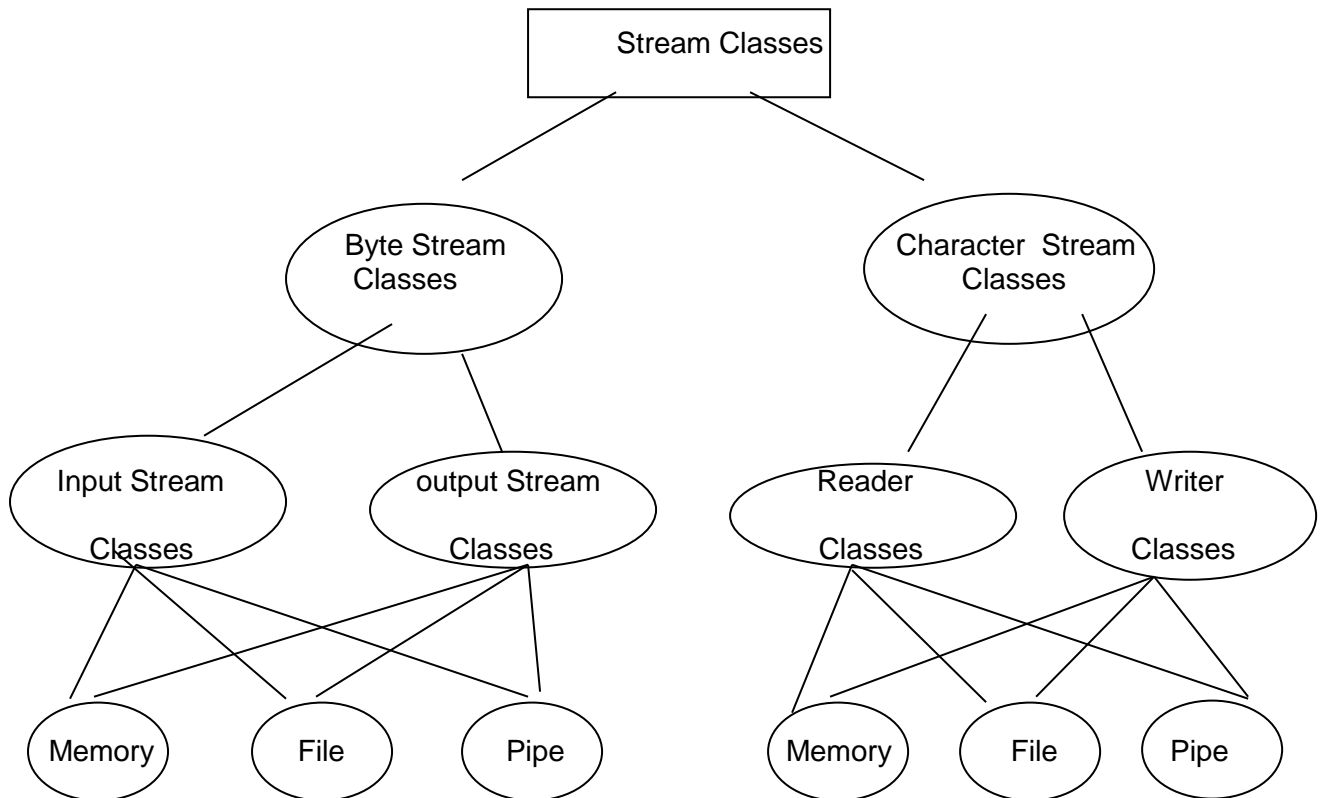 Stream Classes
Byte Stream
Classes
Character Stream
Classes
Input Stream
Classes
output Stream
Classes
Reader
Classes
Writer
Classes
Memory
File
Pipe
Memory
File
Pipe